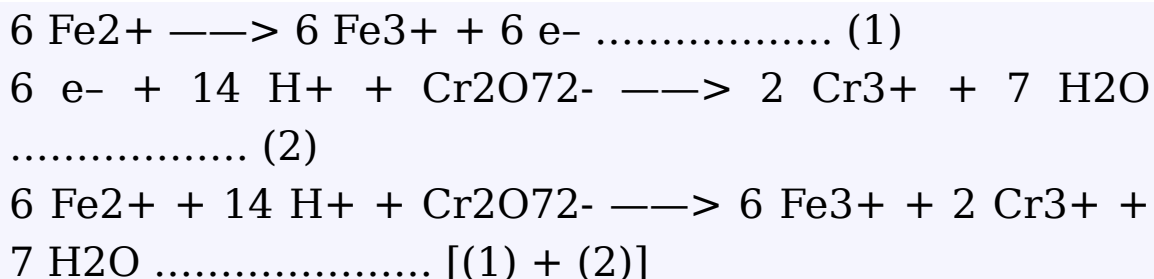 6 Fe2+ ——> 6 Fe3+ + 6 e– .................. (1)
6 e– + 14 H+ + Cr2O72- ——> 2 Cr3+ + 7 H2O
.................. (2)
6 Fe2+ + 14 H+ + Cr2O72- ——> 6 Fe3+ + 2 Cr3+ +
7 H2O ..................... [(1) + (2)]